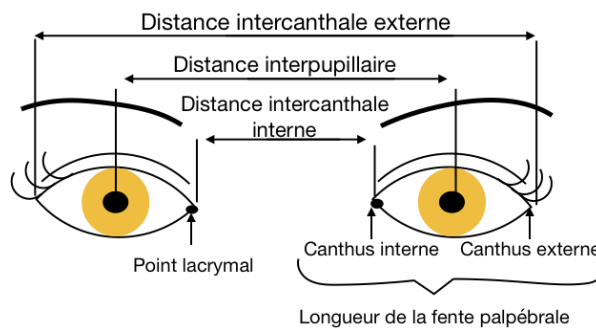 Distance intercanthale externe
Distance interpupillaire
Distance intercanthale
interne
Canthus interne
Canthus externe
Point lacrymal
Longueur de la fente palpébrale